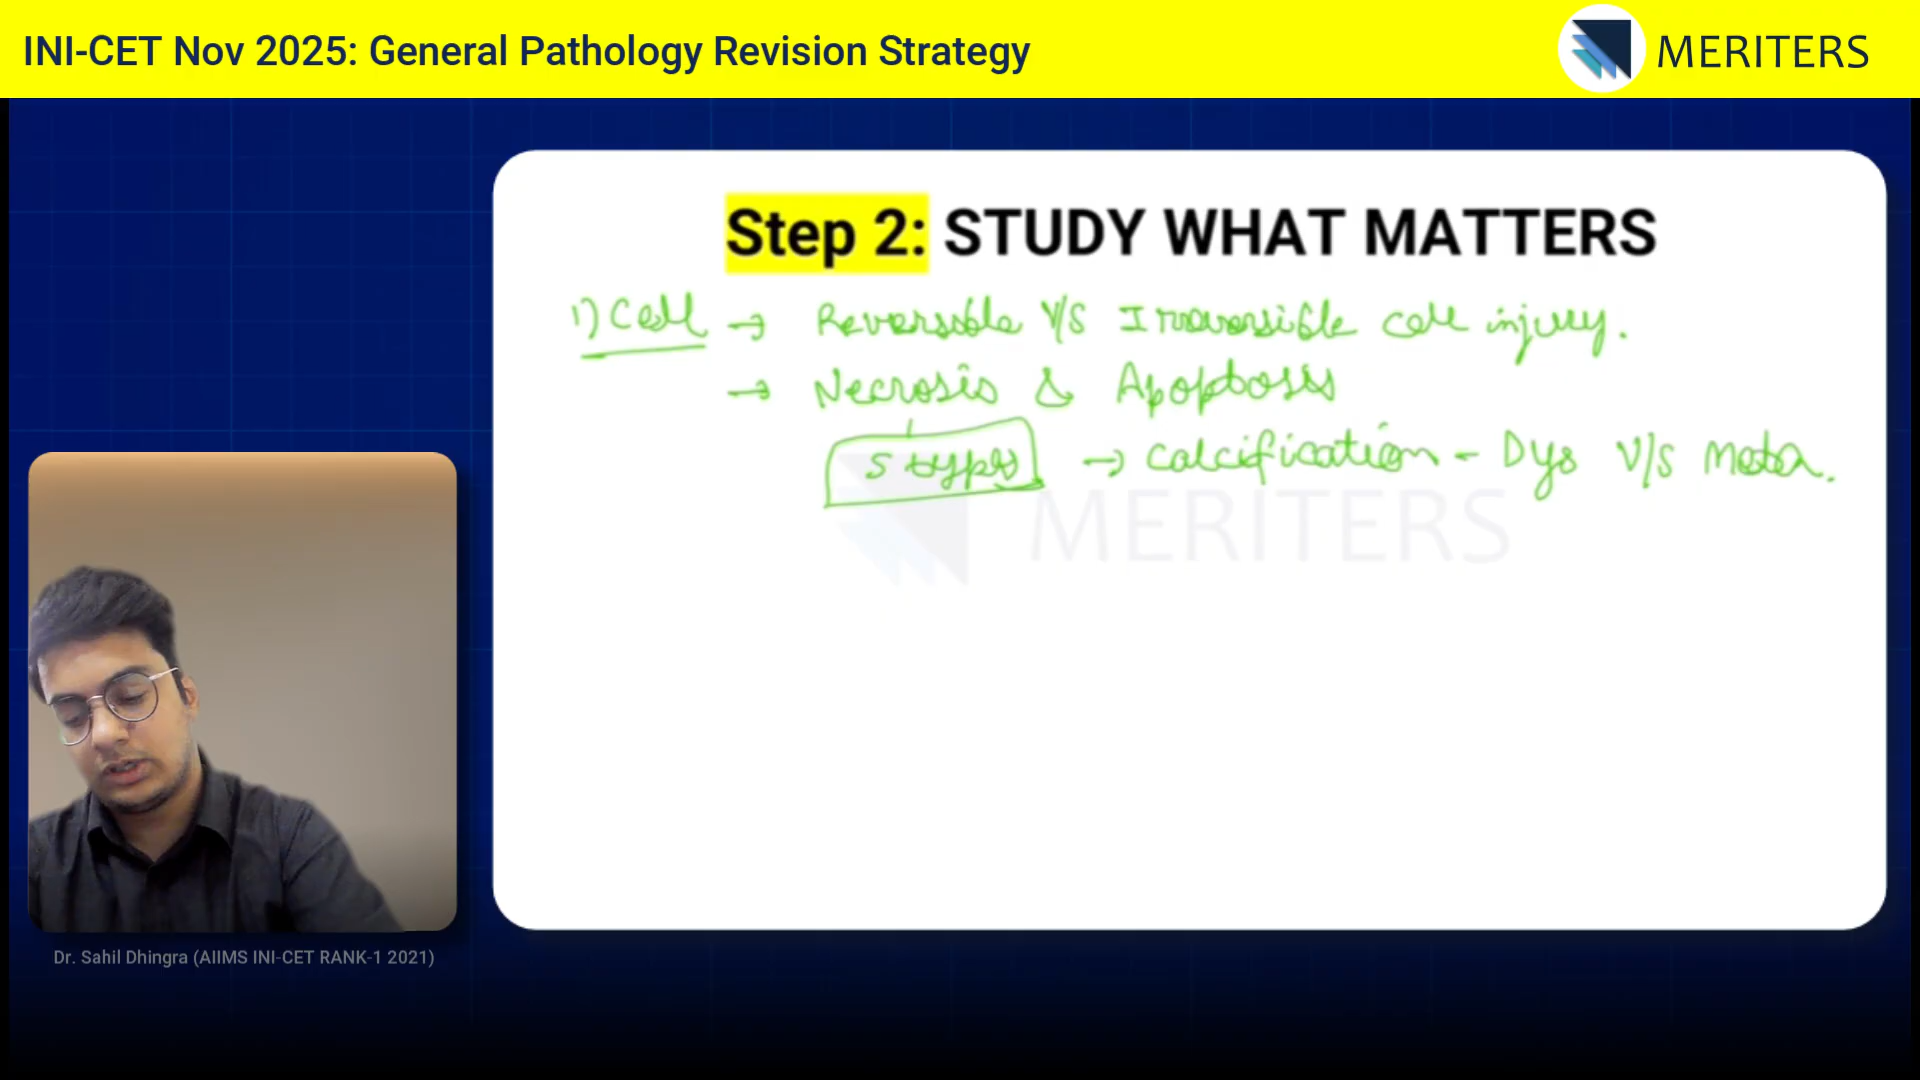 INI-CET Nov 2025: General Pathology Revision Strategy
MERITERS
Step 2: STUDY WHAT MATTERS
1) Cell → Reversible V/S Irreversible cell injury.
→ Necrosis & Apoptosis
5 types → Calcification - Dys V/S Meta.
MERITERS
Dr. Sahil Dhingra (AIIMS INI-CET RANK-1 2021)